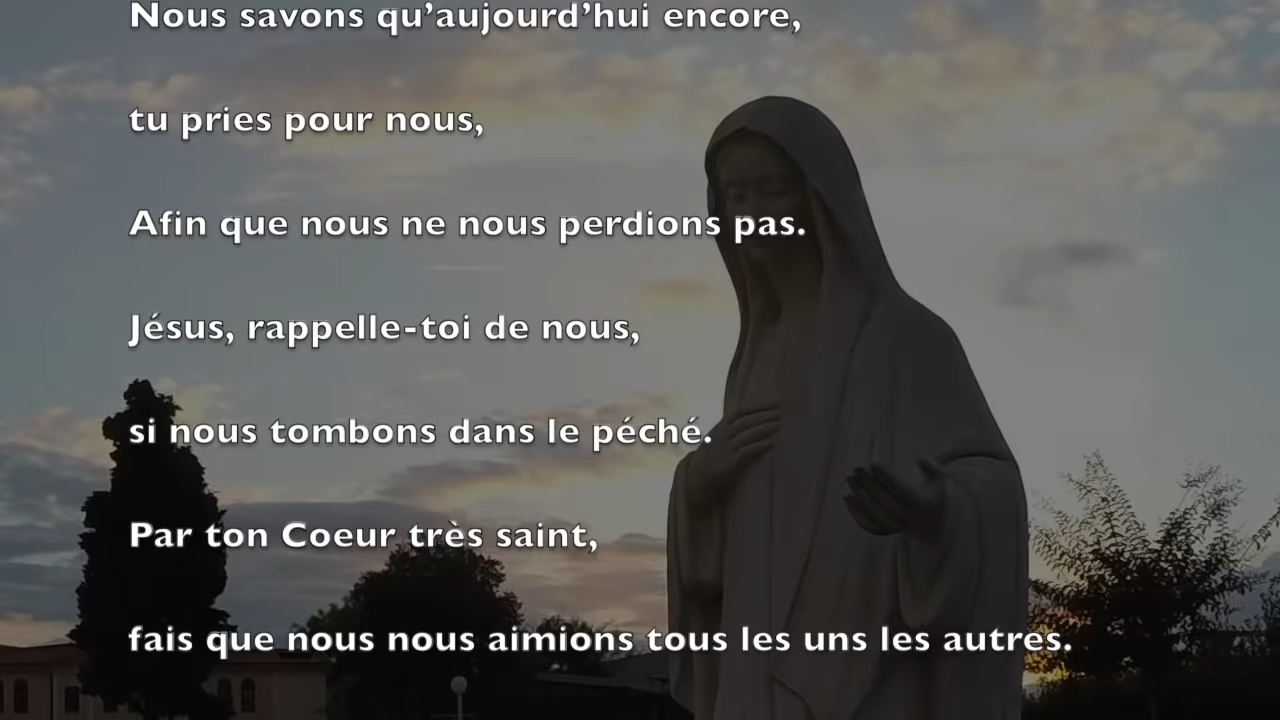 Nous savons qu’aujourd’hui encore,
tu pries pour nous,
Afin que nous ne nous perdions pas.
Jésus, rappelle-toi de nous,
si nous tombons dans le péché.
Par ton Coeur très saint,
fais que nous nous aimions tous les uns les autres.